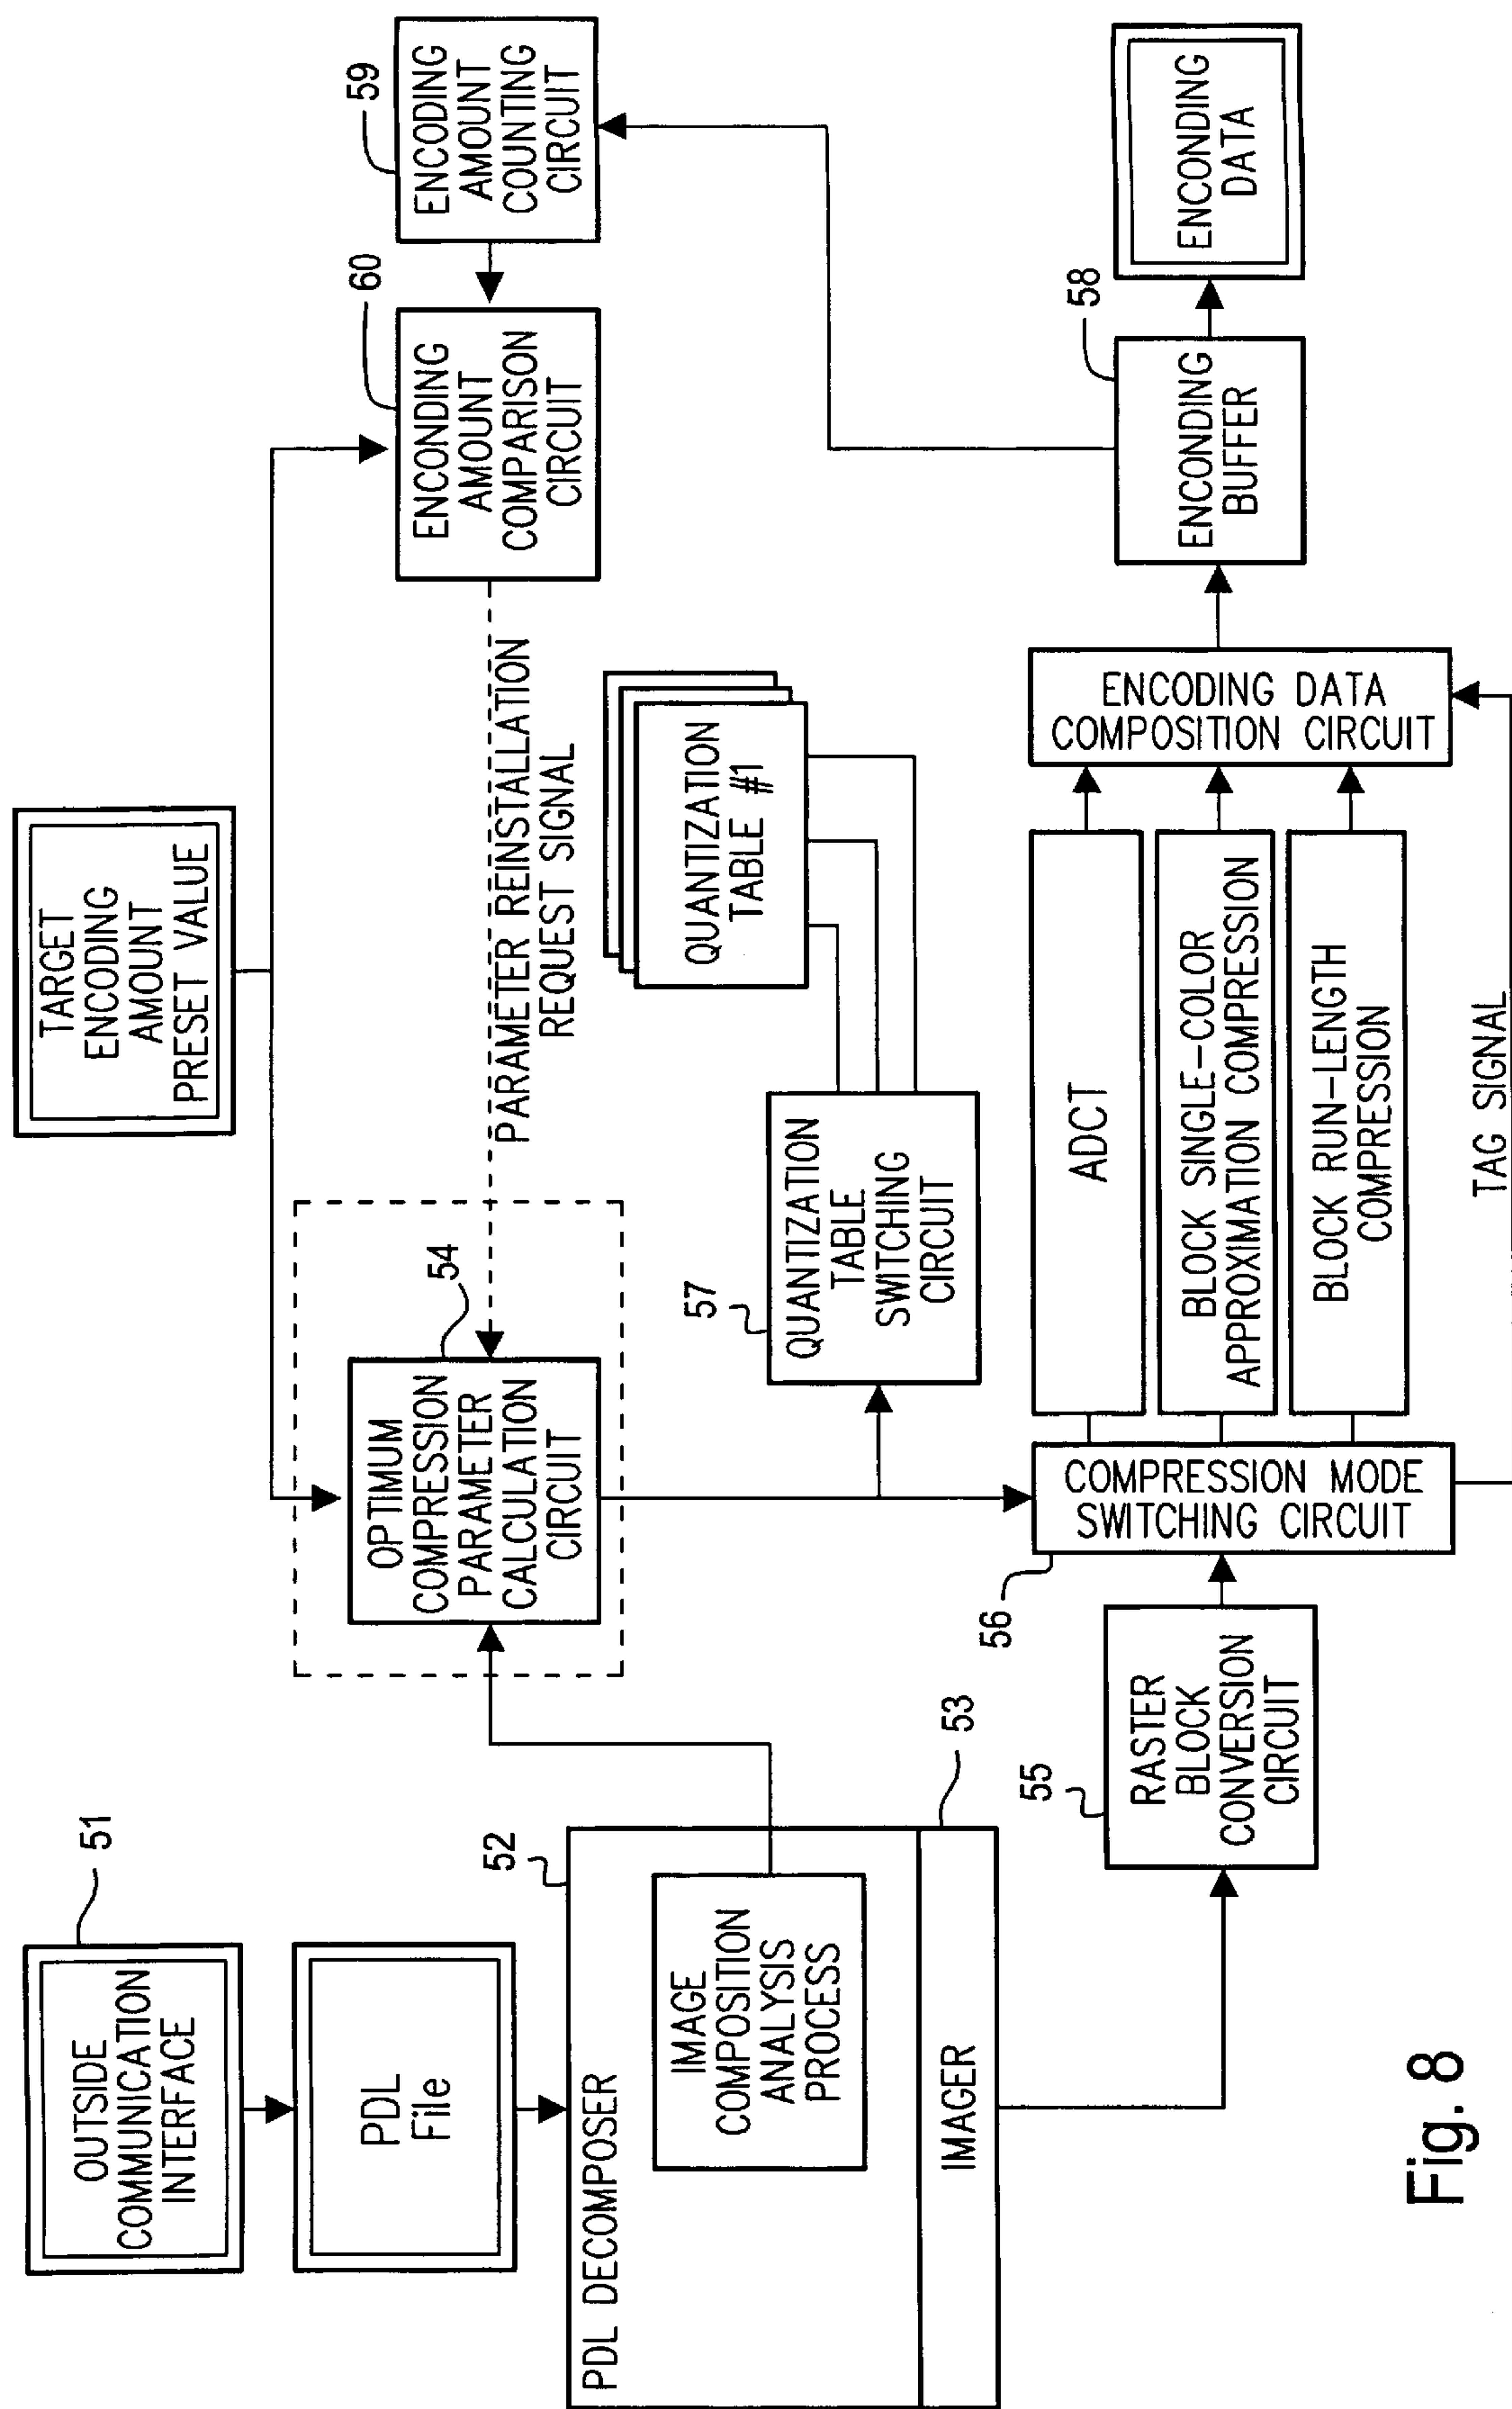 OUTSIDE
COMMUNICATION
INTERFACE
51
PDL
File
PDL DECOMPOSER
52
IMAGE
COMPOSITION
ANALYSIS
PROCESS
IMAGER
53
TARGET
ENCODING
AMOUNT
PRESET VALUE
OPTIMUM
COMPRESSION
PARAMETER
CALCULATION
CIRCUIT
54
PARAMETER REINSTALLATION
REQUEST SIGNAL
ENCONDING
AMOUNT
COMPARISON
CIRCUIT
60
ENCODING
AMOUNT
COUNTING
CIRCUIT
59
QUANTIZATION
TABLE
SWITCHING
CIRCUIT
57
QUANTIZATION
TABLE #1
RASTER
BLOCK
CONVERSION
CIRCUIT
55
COMPRESSION MODE
SWITCHING CIRCUIT
56
ADCT
BLOCK SINGLE-COLOR
APPROXIMATION COMPRESSION
BLOCK RUN-LENGTH
COMPRESSION
TAG SIGNAL
ENCODING DATA
COMPOSITION CIRCUIT
ENCONDING
BUFFER
58
ENCONDING
DATA
Fig. 8